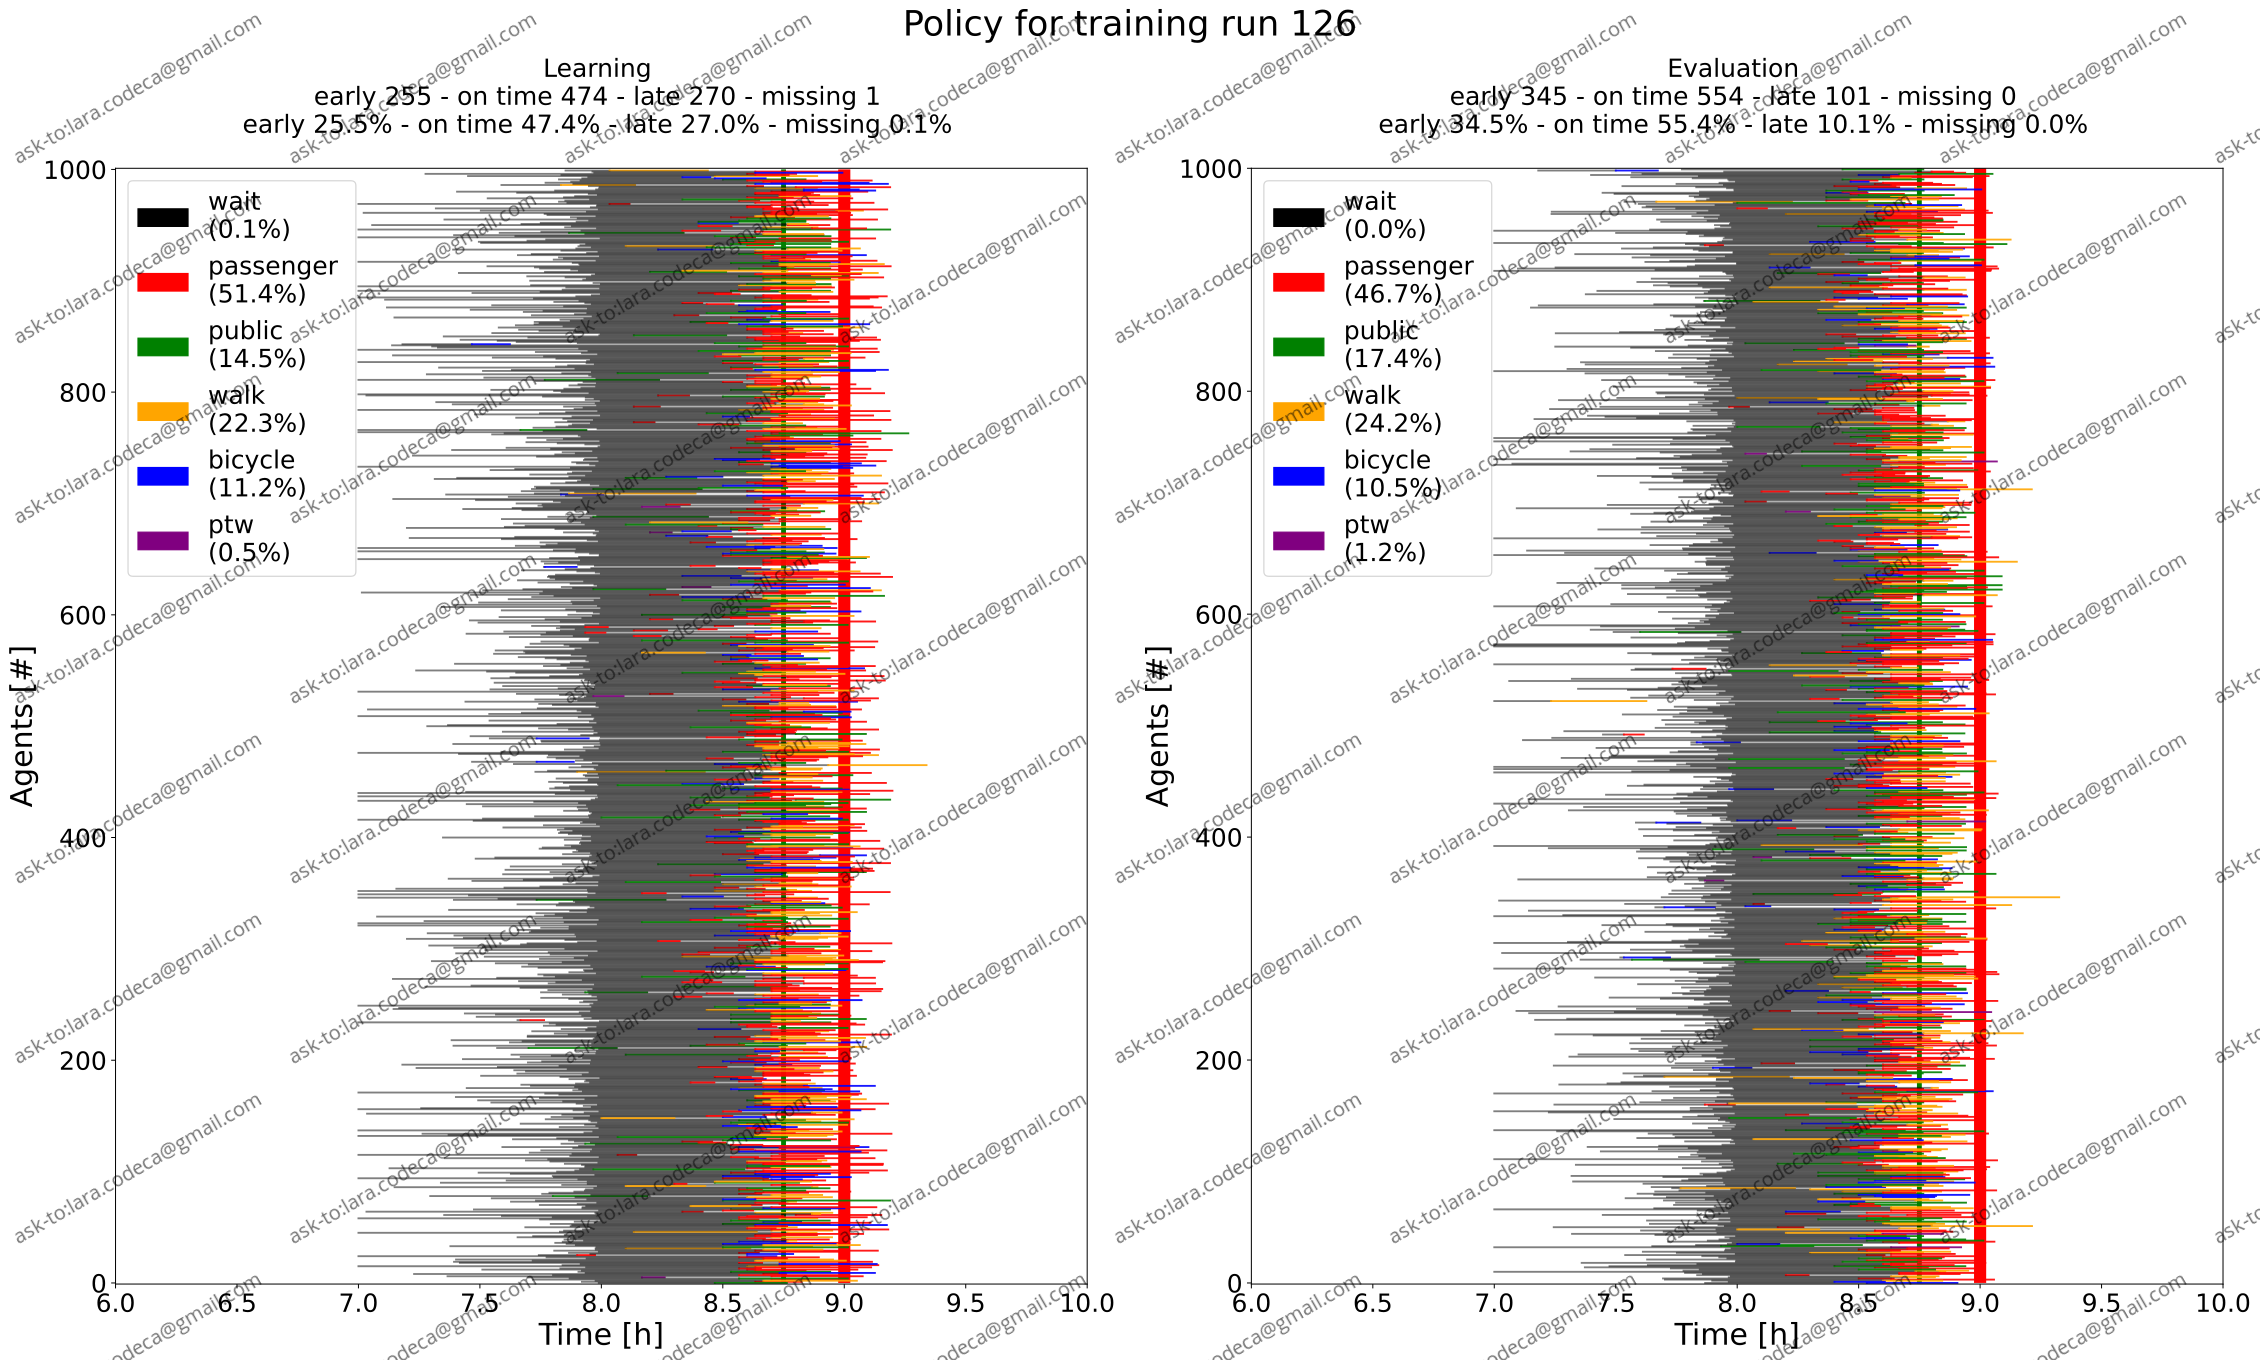 Policy for training run 126
Learning
early 255 - on time 474 - late 270 - missing 1
early 25.5% - on time 47.4% - late 27.0% - missing 0.1%
1000
800
600
400
200
0
Agents [#]
wait
(0.1%)
passenger
(51.4%)
public
(14.5%)
walk
(22.3%)
bicycle
(11.2%)
ptw
(0.5%)
6.0 6.5 7.0 7.5 8.0 8.5 9.0 9.5 10.0
Time [h]
Evaluation
early 345 - on time 554 - late 101 - missing 0
early 34.5% - on time 55.4% - late 10.1% - missing 0.0%
1000
800
600
400
200
0
Agents [#]
wait
(0.0%)
passenger
(46.7%)
public
(17.4%)
walk
(24.2%)
bicycle
(10.5%)
ptw
(1.2%)
6.0 6.5 7.0 7.5 8.0 8.5 9.0 9.5 10.0
Time [h]
ask-to:lara.codeca@gmail.com